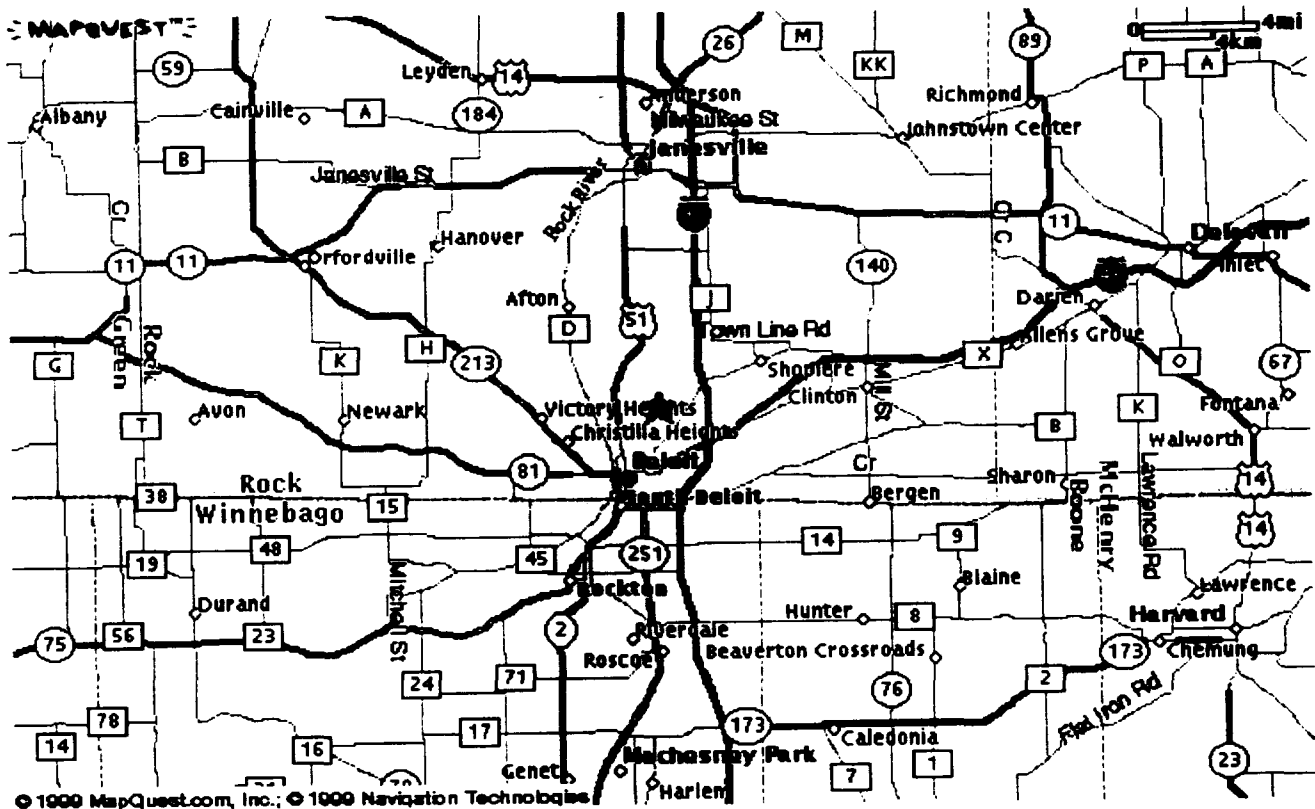 MAPQUEST™
4mi
0
4km
26
M
89
59
KK
P
A
Leyden
14
Richmond
Albany
Cainville
A
184
Milwaukee St
Johnstown Center
Janesville
B
Janesville St
Rock River
Cr
Cr C
11
Hanover
Delavan
11
11
Orfordville
140
Inlet
Afton
J
Darien
D
51
Town Line Rd
Allens Grove
Green
Rock
G
K
H
213
Shopiere
X
O
67
Clinton
Mill St
Avon
Newark
Victory Heights
K
Fontana
T
Christilla Heights
B
Walworth
Beloit
81
Cr
Sharon
14
Rock
38
15
South Beloit
Bergen
Boone
McHenry
Lawrence Rd
Winnebago
14
48
45
251
14
9
19
Mitchell St
Rockton
Blaine
Lawrence
Durand
Hunter
8
Harvard
75
56
23
2
Riverdale
Beaverton Crossroads
173
Chemung
Roscoe
24
71
76
2
Flat Iron Rd
78
17
173
14
16
Caledonia
Machesney Park
23
Genet
7
1
Harlem
© 1999 MapQuest.com, Inc.; © 1999 Navigation Technologies